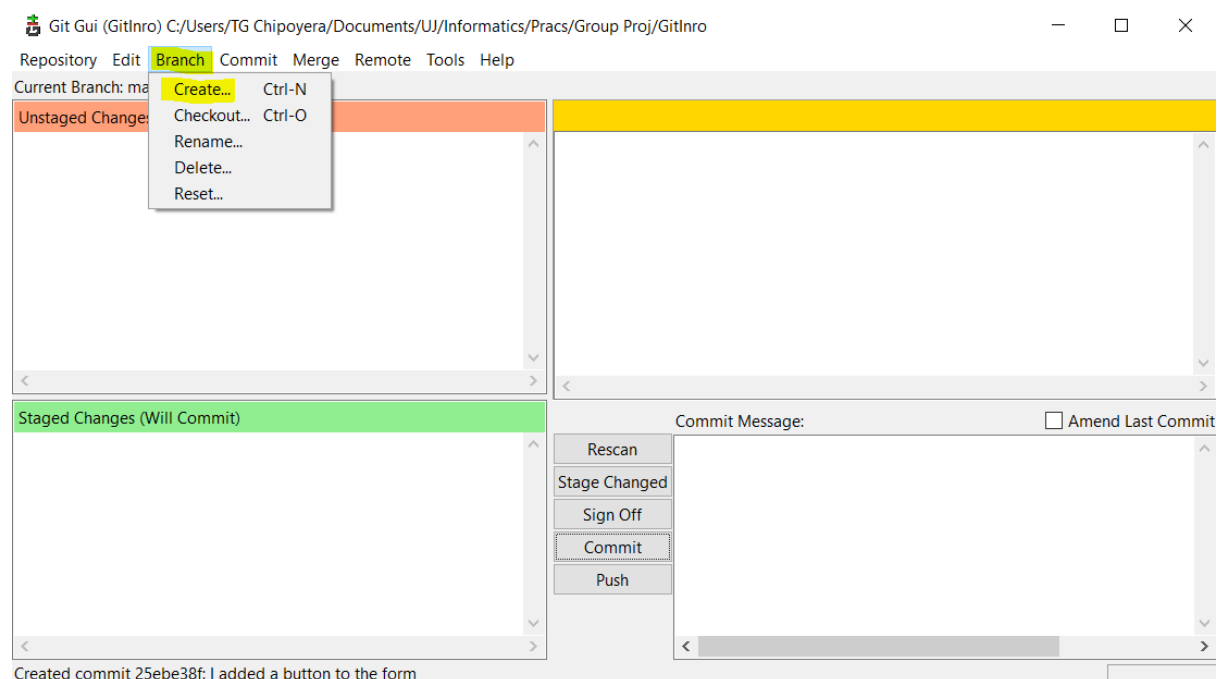 Git Gui (GitInro) C:/Users/TG Chipoyera/Documents/UJ/Informatics/Pracs/Group Proj/GitInro
Repository Edit Branch Commit Merge Remote Tools Help
Current Branch: ma
Create... Ctrl-N
Checkout... Ctrl-O
Rename...
Delete...
Reset...
Unstaged Changes
Staged Changes (Will Commit)
Commit Message:
Amend Last Commit
Rescan
Stage Changed
Sign Off
Commit
Push
Created commit 25ebe38f: I added a button to the form